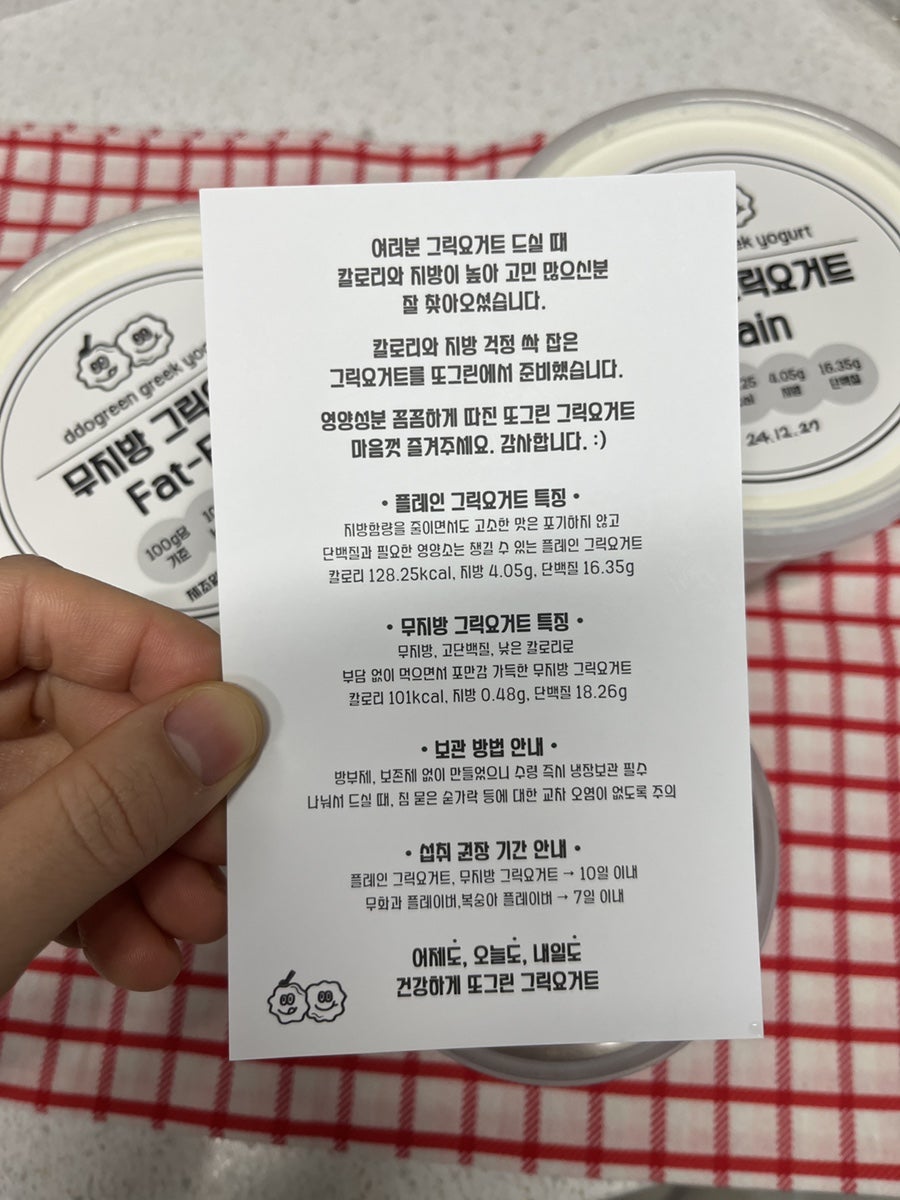 여러분 그릭요거트 드실 때
칼로리와 지방이 높아 고민 많으신분
잘 찾아오셨습니다.
칼로리와 지방 걱정 싹 잡은
그릭요거트를 또그린에서 준비했습니다.
영양성분 꼼꼼하게 따진 또그린 그릭요거트
마음껏 즐겨주세요. 감사합니다. :)
• 플레인 그릭요거트 특징 •
지방함량을 줄이면서도 고소한 맛은 포기하지 않고
단백질과 필요한 영양소는 챙길 수 있는 플레인 그릭요거트
칼로리 128.25kcal, 지방 4.05g, 단백질 16.35g
• 무지방 그릭요거트 특징 •
무지방, 고단백질, 낮은 칼로리로
부담 없이 먹으면서 포만감 가득한 무지방 그릭요거트
칼로리 101kcal, 지방 0.48g, 단백질 18.26g
• 보관 방법 안내 •
방부제, 보존제 없이 만들었으니 수령 즉시 냉장보관 필수
나눠서 드실 때, 침 묻은 숟가락 등에 대한 교차 오염이 없도록 주의
• 섭취 권장 기간 안내 •
플레인 그릭요거트, 무지방 그릭요거트 → 10일 이내
무화과 플레이버,복숭아 플레이버 → 7일 이내
어제도, 오늘도, 내일도
건강하게 또그린 그릭요거트
ddogreen greek yog
무지방 그릭
Fat-F
100g당
기준
제조일
ek yogurt
릭요거트
ain
25
4.05g
지방
16.35g
단백질
24.12.27